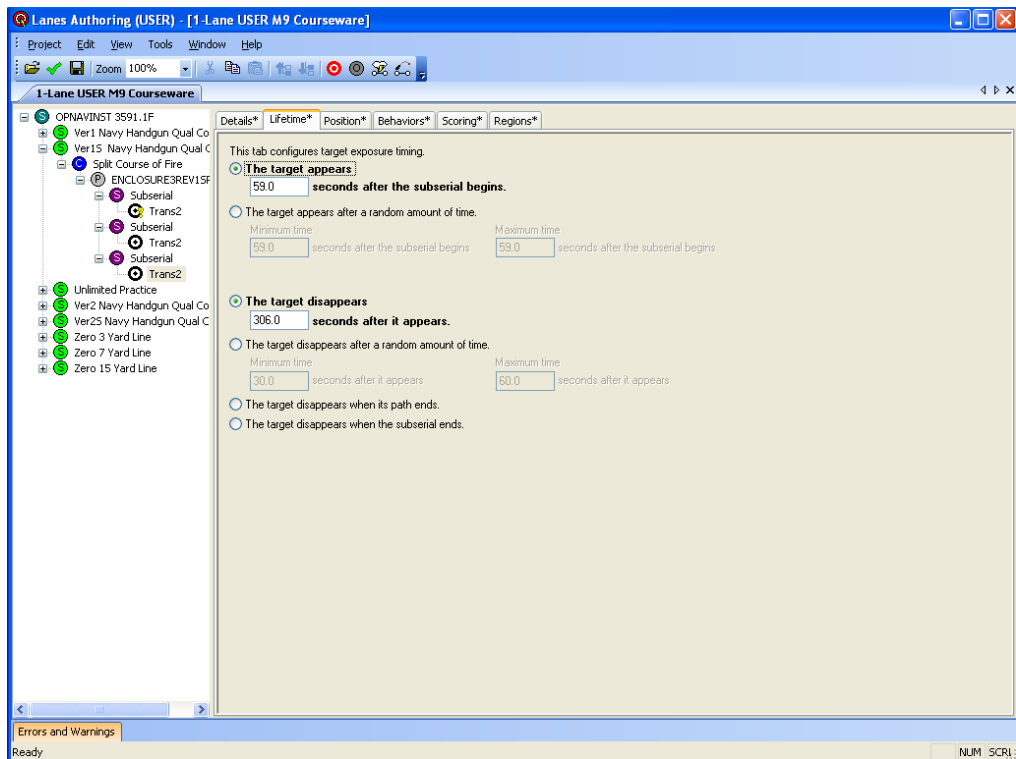 Lanes Authoring (USER) - [1-Lane USER M9 Courseware]
Project Edit View Tools Window Help
Zoom 100%
1-Lane USER M9 Courseware
OPNAVINST 3591.1F
Ver1 Navy Handgun Qual Co
Ver1S Navy Handgun Qual C
Split Course of Fire
ENCLOSURE3REV1SF
Subserial
Trans2
Subserial
Trans2
Subserial
Trans2
Unlimited Practice
Ver2 Navy Handgun Qual Co
Ver2S Navy Handgun Qual C
Zero 3 Yard Line
Zero 7 Yard Line
Zero 15 Yard Line
Details* Lifetime* Position* Behaviors* Scoring* Regions*
This tab configures target exposure timing.
The target appears
59.0 seconds after the subserial begins.
The target appears after a random amount of time.
Minimum time Maximum time
59.0 seconds after the subserial begins 59.0 seconds after the subserial begins
The target disappears
306.0 seconds after it appears.
The target disappears after a random amount of time.
Minimum time Maximum time
30.0 seconds after it appears 60.0 seconds after it appears
The target disappears when its path ends.
The target disappears when the subserial ends.
Errors and Warnings
Ready NUM SCRL